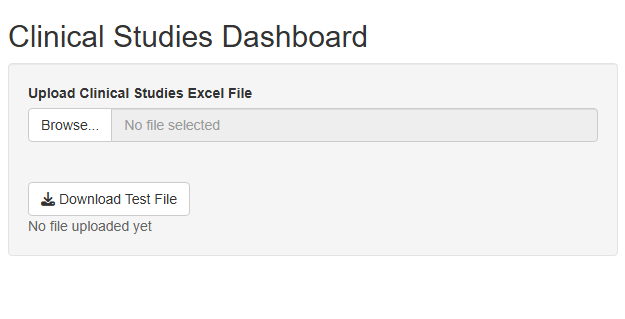 Clinical Studies Dashboard
Upload Clinical Studies Excel File
Browse... No file selected
Download Test File
No file uploaded yet